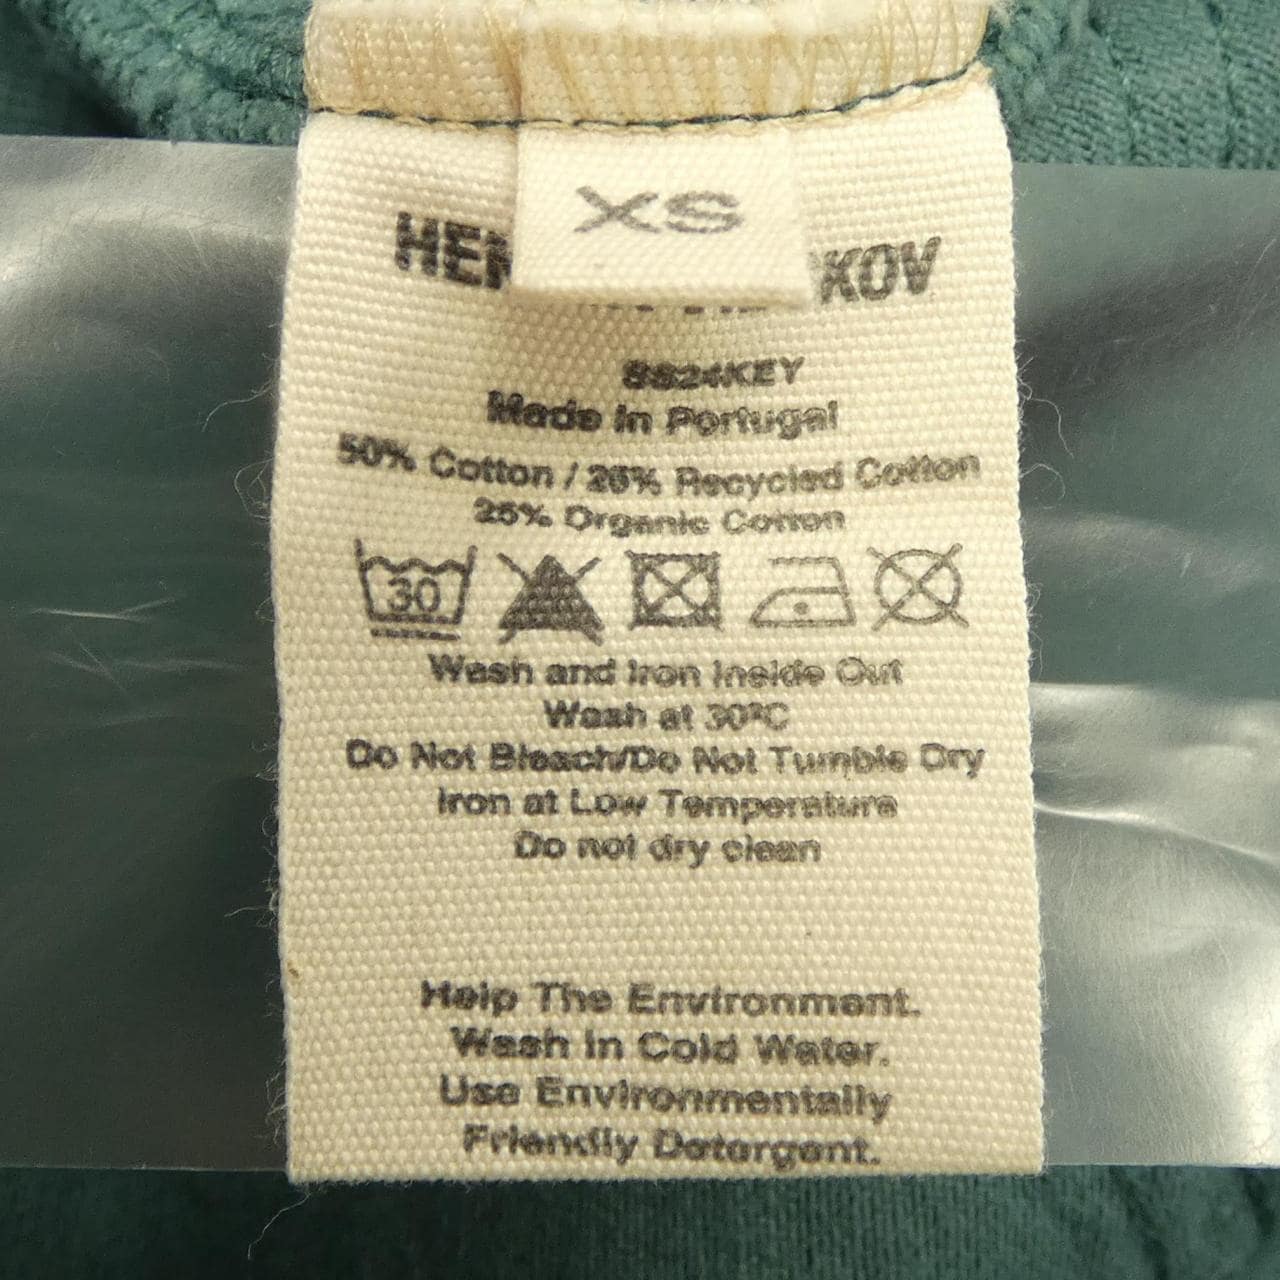 XS
HEN KOV
SS24KEY
Made In Portugal
50% Cotton / 25% Recycled Cotton
25% Organic Cotton
30
Wash and Iron Inside Out
Wash at 30ºC
Do Not Bleach/Do Not Tumble Dry
Iron at Low Temperature
Do not dry clean
Help The Environment.
Wash In Cold Water.
Use Environmentally
Friendly Detergent.